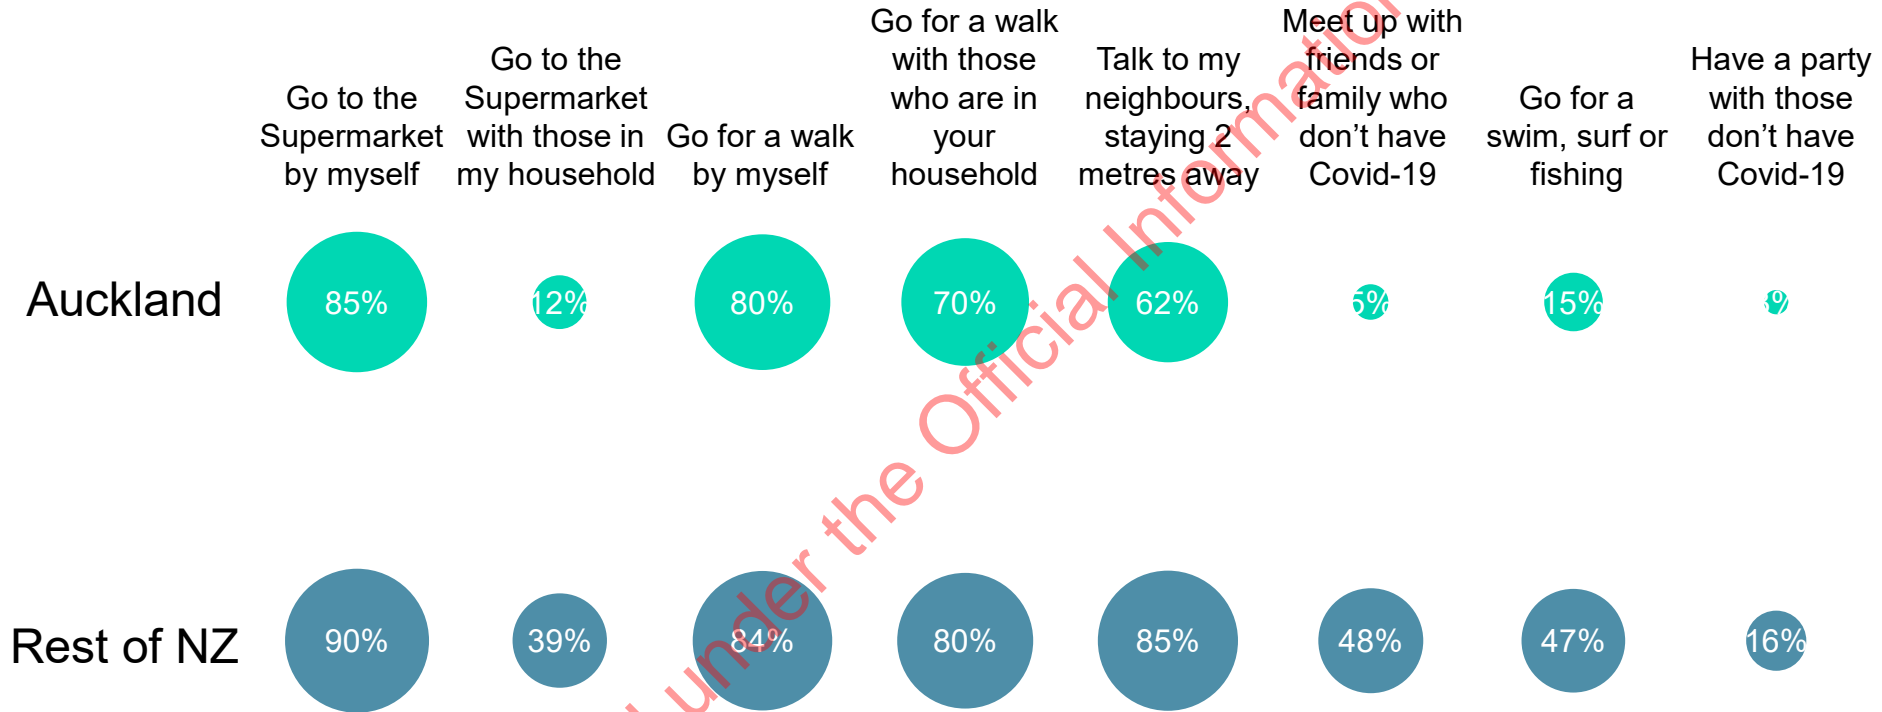 Go to the
Supermarket
by myself
Go to the
Supermarket
with those in
my household
Go for a walk
by myself
Go for a walk
with those
who are in
your
household
Talk to my
neighbours,
staying 2
metres away
Meet up with
friends or
family who
don’t have
Covid-19
Go for a
swim, surf or
fishing
Have a party
with those
don’t have
Covid-19
Auckland
85%
12%
80%
70%
62%
5%
15%
%
Rest of NZ
90%
39%
84%
80%
85%
48%
47%
16%
under the Official Information